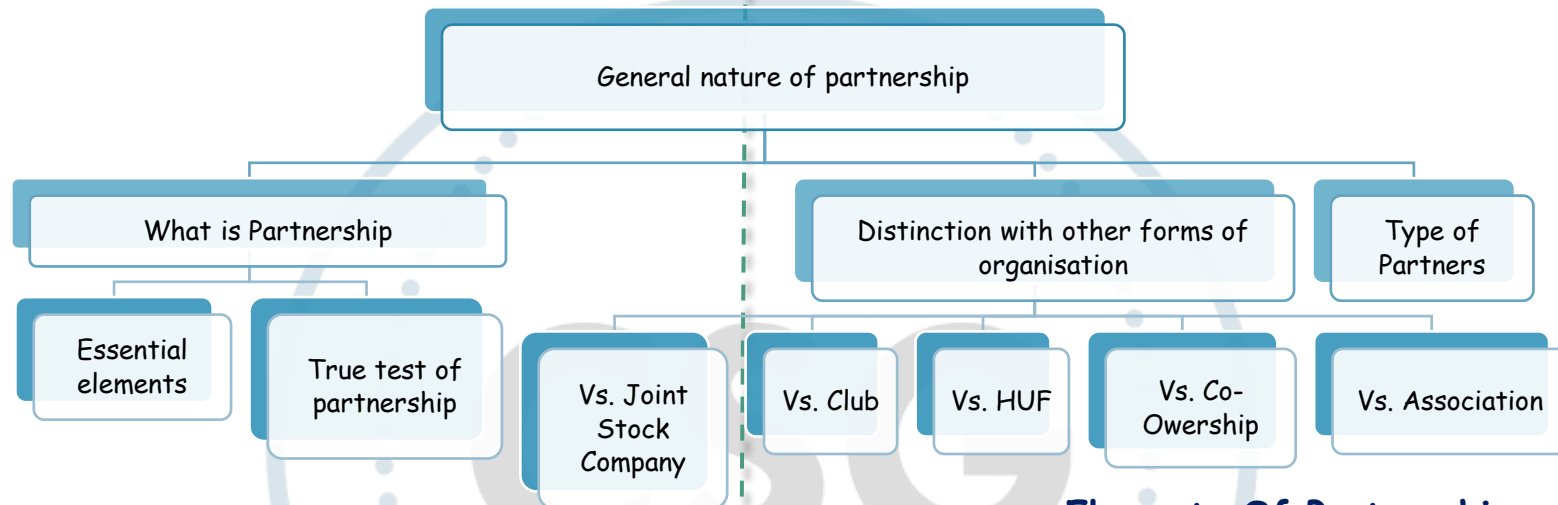 General nature of partnership
What is Partnership
Distinction with other forms of
organisation
Type of
Partners
Essential
elements
True test of
partnership
Vs. Joint
Stock
Company
Vs. Club
Vs. HUF
Vs. Co-
Owership
Vs. Association
CSG